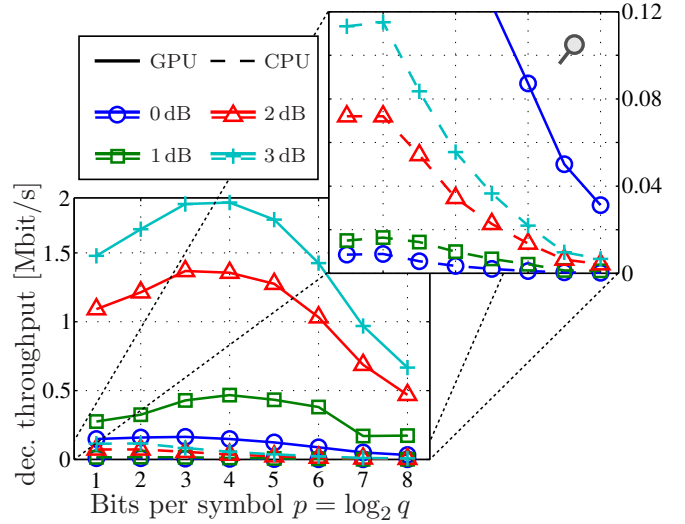 0.12
GPU CPU
0 dB 2 dB
0.08
1 dB 3 dB
0.04
2
0
1.5
1
0.5
0
dec. throughput [Mbit/s]
1 2 3 4 5 6 7 8
Bits per symbol p = log₂ q